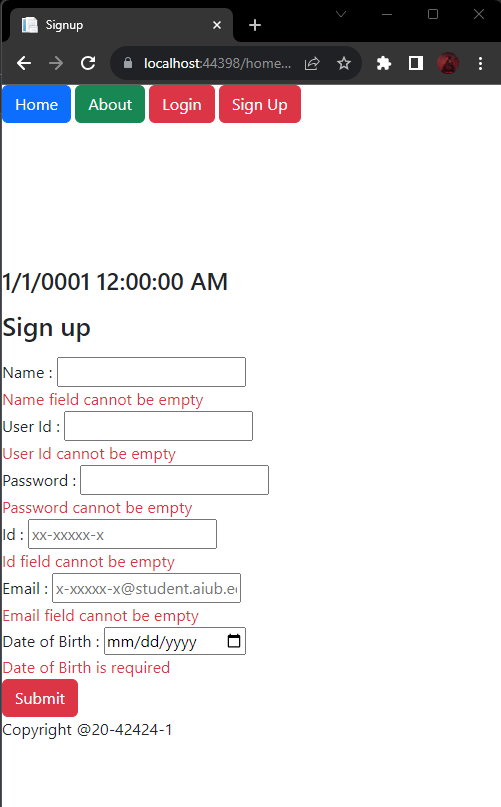 Signup
localhost:44398/home...
Home About Login Sign Up
1/1/0001 12:00:00 AM
Sign up
Name :
Name field cannot be empty
User Id :
User Id cannot be empty
Password :
Password cannot be empty
Id : xx-xxxxx-x
Id field cannot be empty
Email : x-xxxxx-x@student.aiub.e
Email field cannot be empty
Date of Birth : mm/dd/yyyy
Date of Birth is required
Submit
Copyright @20-42424-1